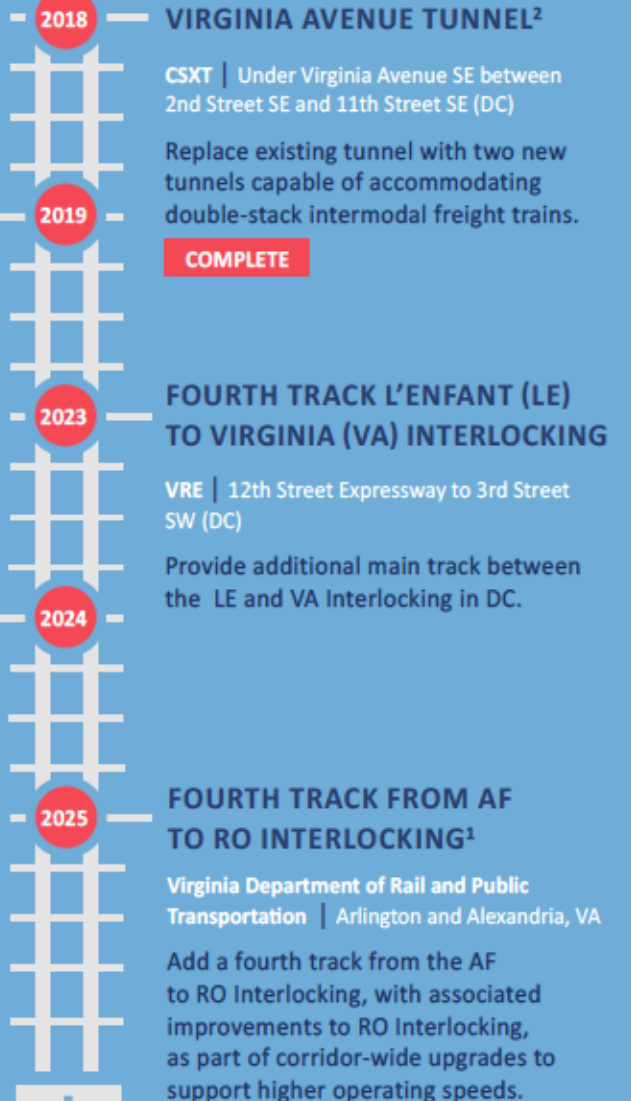 2018
VIRGINIA AVENUE TUNNEL²
CSXT | Under Virginia Avenue SE between
2nd Street SE and 11th Street SE (DC)
Replace existing tunnel with two new
tunnels capable of accommodating
double-stack intermodal freight trains.
2019
COMPLETE
2023
FOURTH TRACK L’ENFANT (LE)
TO VIRGINIA (VA) INTERLOCKING
VRE | 12th Street Expressway to 3rd Street
SW (DC)
Provide additional main track between
the LE and VA Interlocking in DC.
2024
2025
FOURTH TRACK FROM AF
TO RO INTERLOCKING¹
Virginia Department of Rail and Public
Transportation | Arlington and Alexandria, VA
Add a fourth track from the AF
to RO Interlocking, with associated
improvements to RO Interlocking,
as part of corridor-wide upgrades to
support higher operating speeds.